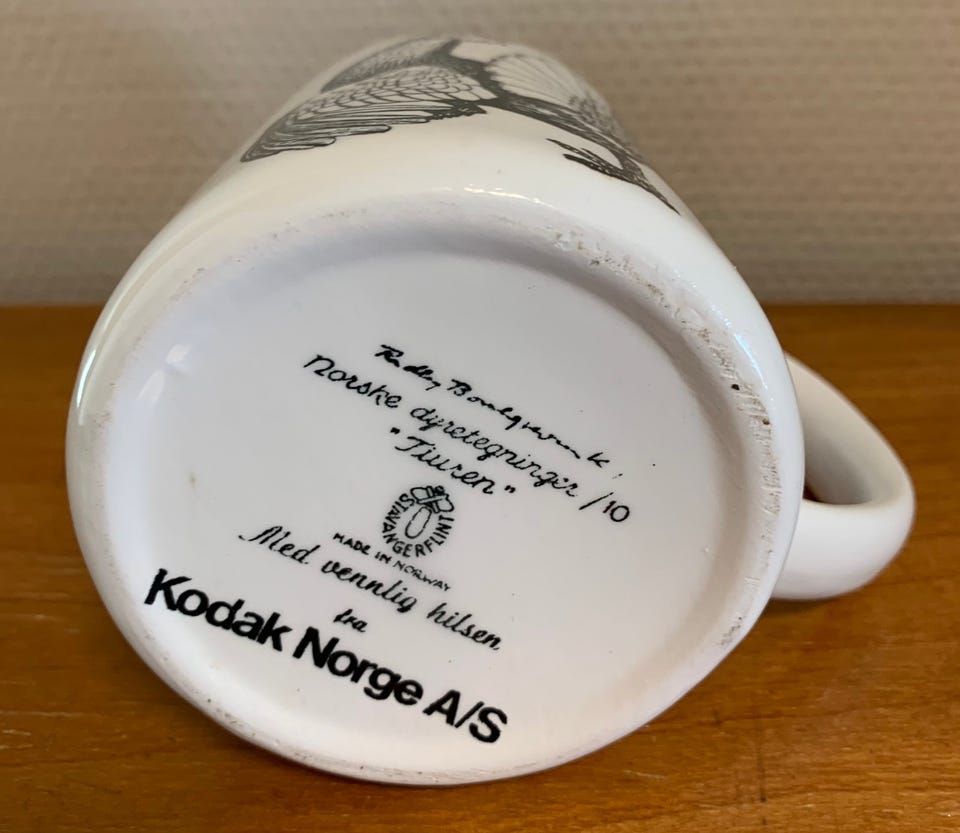 Norske dyretegninger /10
"Tiuren"
STAVANGERFLINT
MADE IN NORWAY
Med vennlig hilsen
fra
Kodak Norge A/S